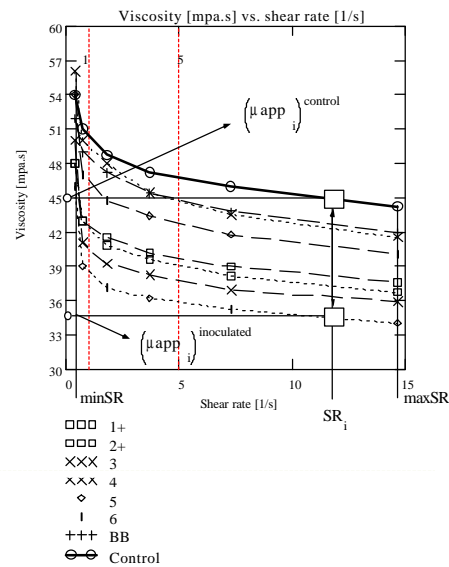 Viscosity [mpa.s] vs. shear rate [1/s]
60
57
54
51
48
45
42
39
36
33
30
Viscosity [mpa.s]
1
5
(μ app i) control
(μ app i) inoculated
0
5
10
15
minSR
Shear rate [1/s]
SR i
maxSR
1+
2+
3
4
5
6
BB
Control